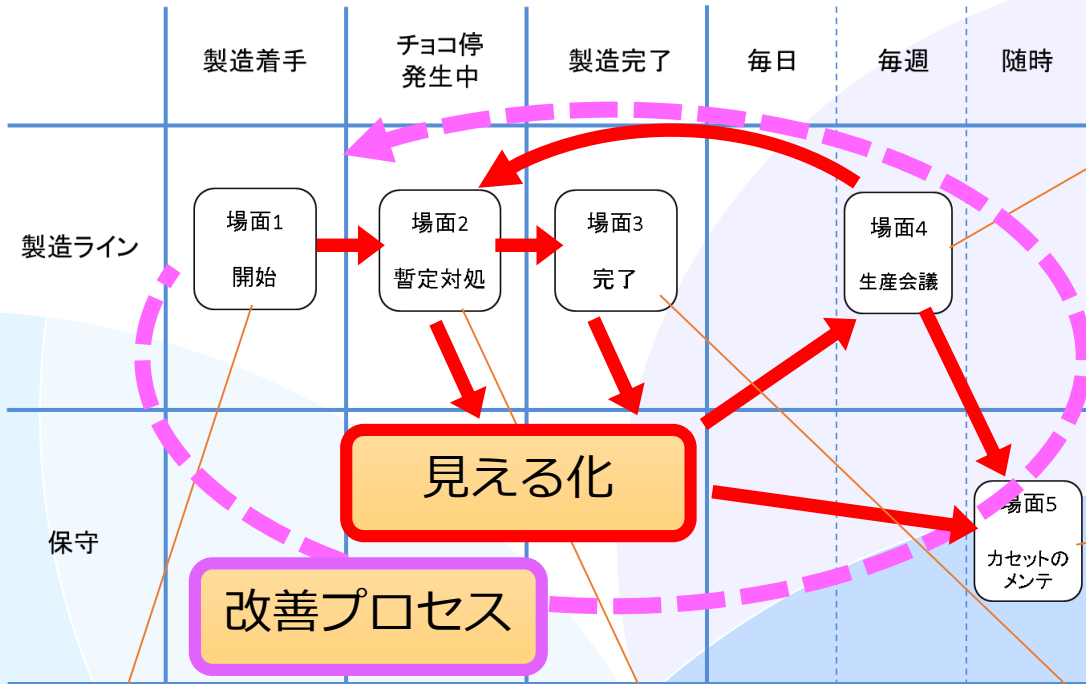 製造着手
チョコ停
発生中
製造完了
毎日
毎週
随時
製造ライン
場面1
開始
場面2
暫定対処
場面3
完了
場面4
生産会議
保守
見える化
改善プロセス
場面5
カセットの
メンテ